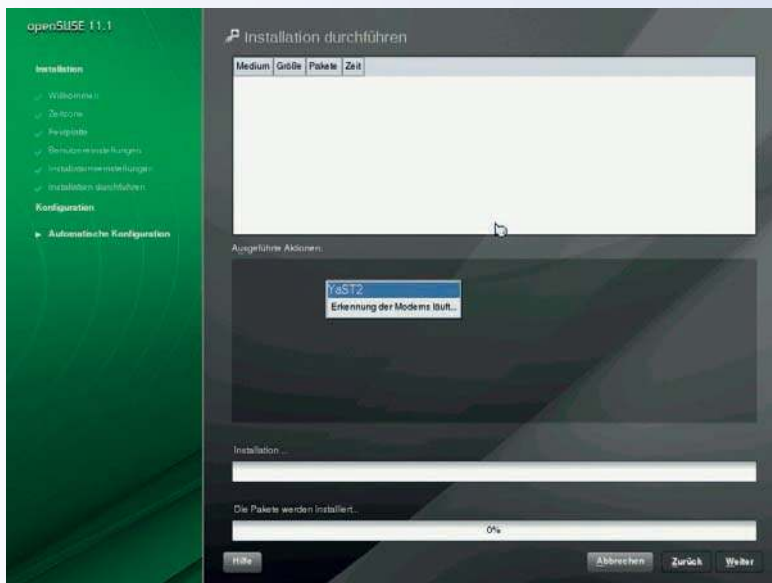 openSUSE 11.1
Installation
Willkommen
Zeitzone
Festplatte
Benutzereinstellungen
Installationseinstellungen
Installation durchführen
Konfiguration
Automatische Konfiguration
Installation durchführen
Medium Größe Pakete Zeit
Ausgeführte Aktionen:
YaST2
Erkennung der Modems läuft...
Installation ...
Die Pakete werden installiert...
0%
Hilfe
Abbrechen Zurück Weiter